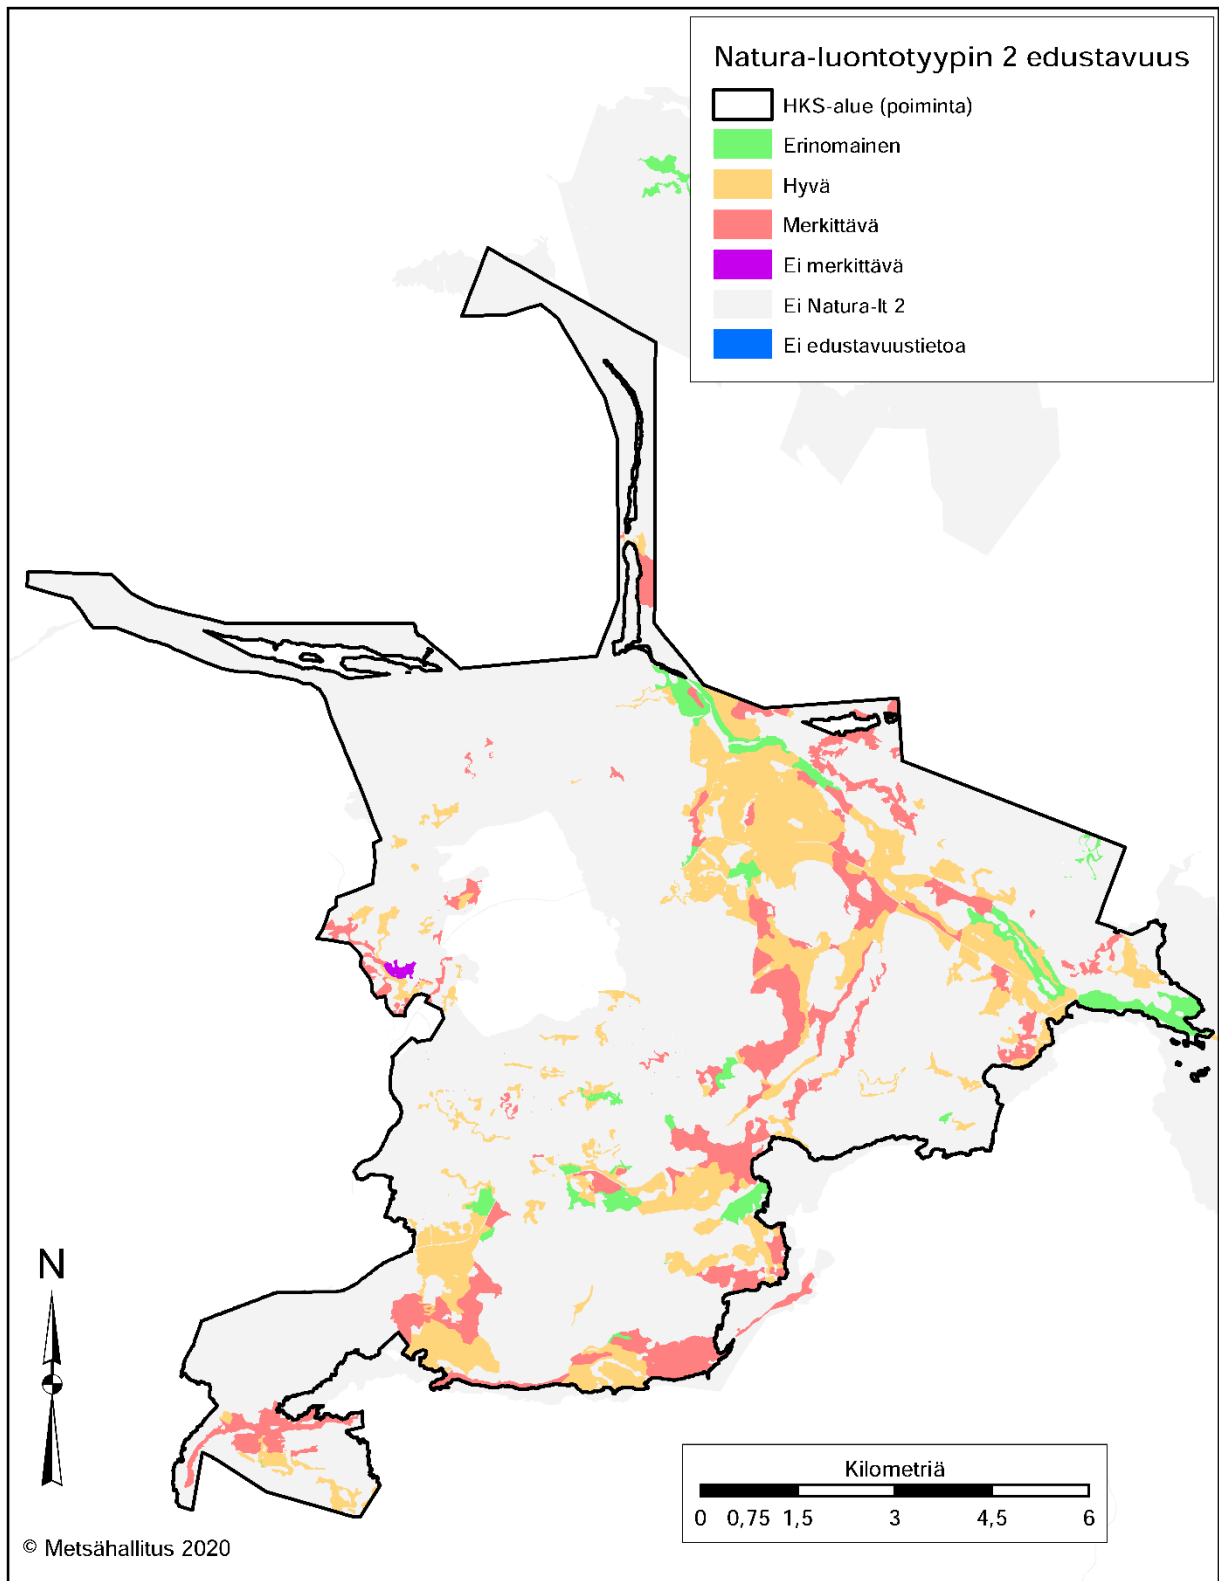 Natura-luontotyypin 2 edustavuus
HKS-alue (poiminta)
Erinomainen
Hyvä
Merkittävä
Ei merkittävä
Ei Natura-lt 2
Ei edustavuustietoa
N
Kilometriä
0 0,75 1,5 3 4,5 6
© Metsähallitus 2020